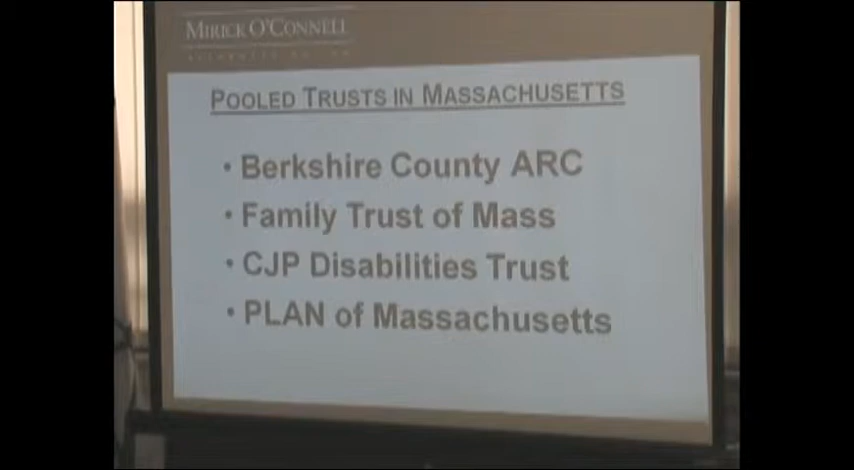 MIRICK O'CONNELL
POOLED TRUSTS IN MASSACHUSETTS
• Berkshire County ARC
• Family Trust of Mass
• CJP Disabilities Trust
• PLAN of Massachusetts